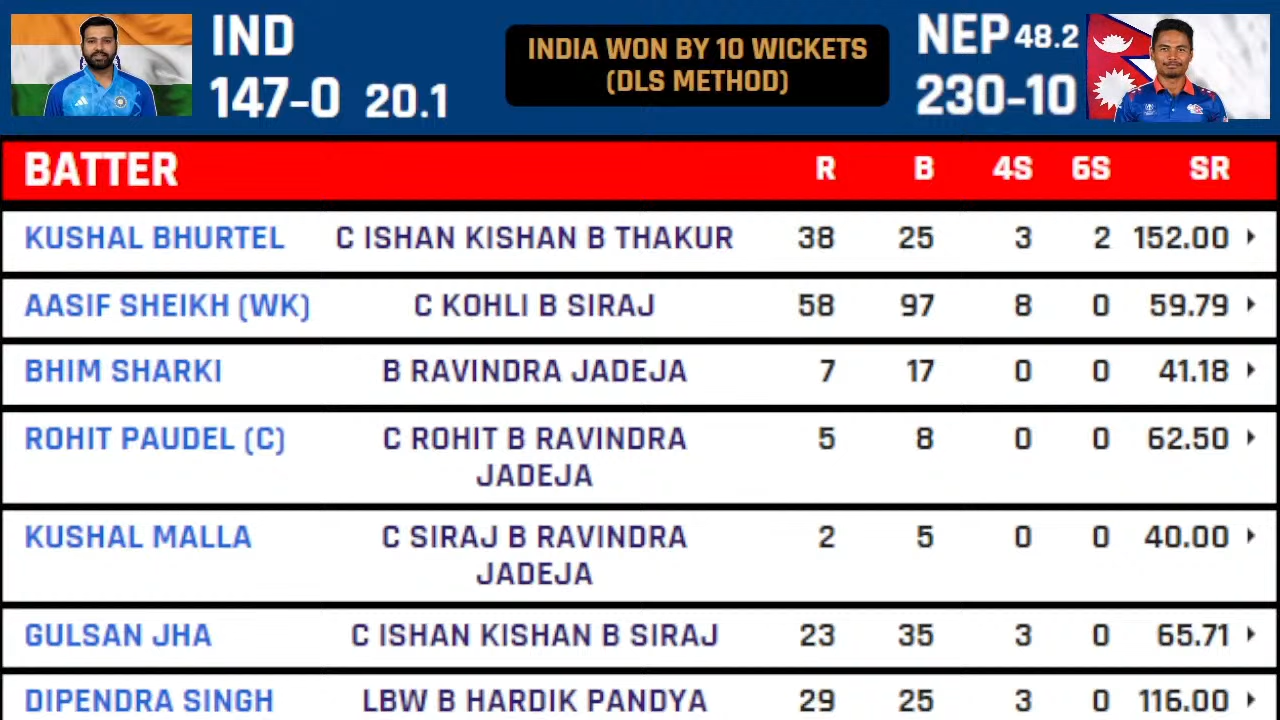 IND
147-0 20.1
INDIA WON BY 10 WICKETS
(DLS METHOD)
NEP 48.2
230-10
BATTER R B 4S 6S SR
KUSHAL BHURTEL C ISHAN KISHAN B THAKUR 38 25 3 2 152.00
AASIF SHEIKH (WK) C KOHLI B SIRAJ 58 97 8 0 59.79
BHIM SHARKI B RAVINDRA JADEJA 7 17 0 0 41.18
ROHIT PAUDEL (C) C ROHIT B RAVINDRA 5 8 0 0 62.50
JADEJA
KUSHAL MALLA C SIRAJ B RAVINDRA 2 5 0 0 40.00
JADEJA
GULSAN JHA C ISHAN KISHAN B SIRAJ 23 35 3 0 65.71
DIPENDRA SINGH LBW B HARDIK PANDYA 29 25 3 0 116.00